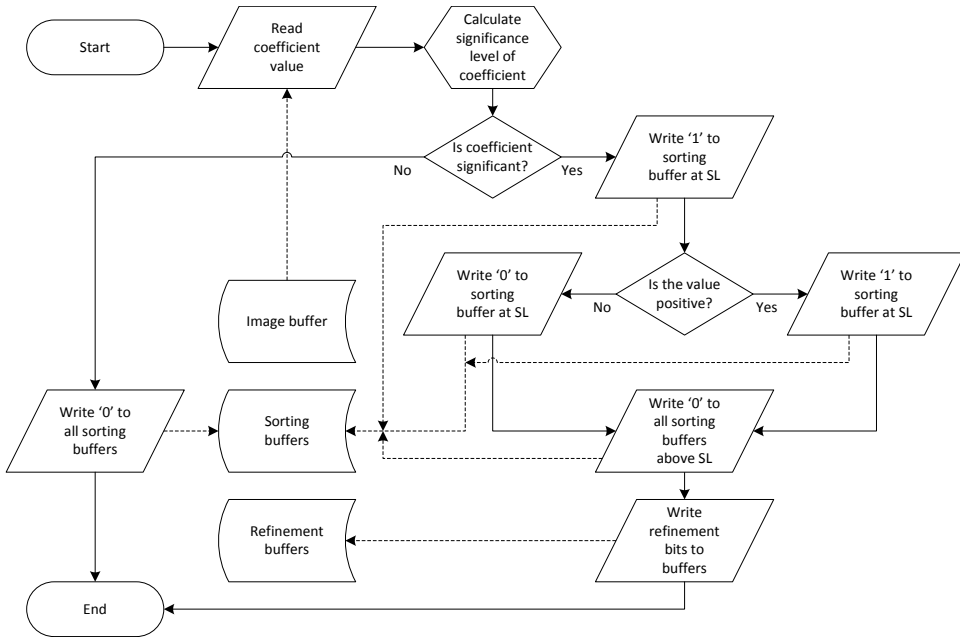 Start
Read
coefficient
value
Calculate
significance
level of
coefficient
Is coefficient
significant?
No
Yes
Write ‘1’ to
sorting
buffer at SL
Image buffer
Write ‘0’ to
sorting
buffer at SL
Is the value
positive?
No
Yes
Write ‘1’ to
sorting
buffer at SL
Write ‘0’ to
all sorting
buffers
Sorting
buffers
Write ‘0’ to
all sorting
buffers
above SL
Refinement
buffers
Write
refinement
bits to
buffers
End